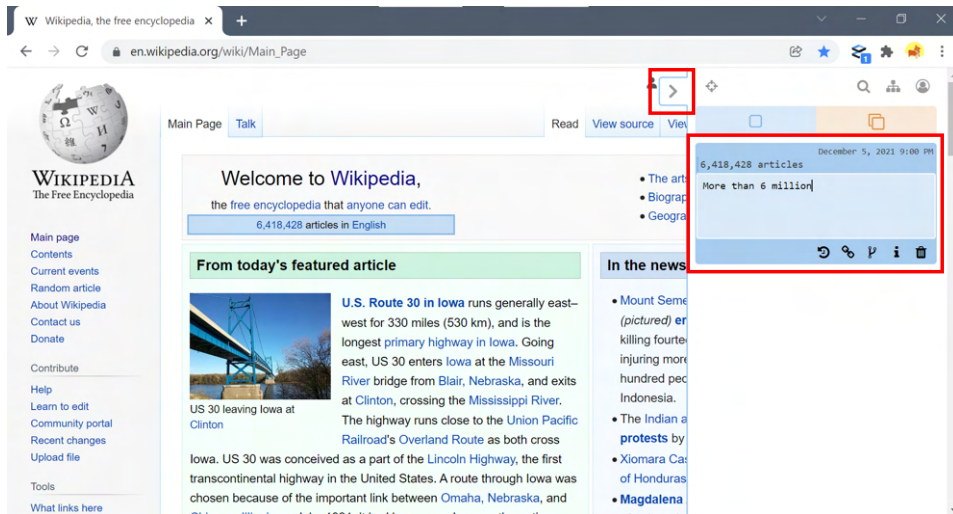 W Wikipedia, the free encyclopedia
en.wikipedia.org/wiki/Main_Page
1
Ω W И
維
WIKIPEDIA
The Free Encyclopedia
Main page
Contents
Current events
Random article
About Wikipedia
Contact us
Donate
Contribute
Help
Learn to edit
Community portal
Recent changes
Upload file
Tools
What links here
Main Page Talk
Read View source View
Welcome to Wikipedia,
the free encyclopedia that anyone can edit.
6,418,428 articles in English
• The arts
• Biograp
• Geogra
From today's featured article
US 30 leaving Iowa at
Clinton
U.S. Route 30 in Iowa runs generally east–
west for 330 miles (530 km), and is the
longest primary highway in Iowa. Going
east, US 30 enters Iowa at the Missouri
River bridge from Blair, Nebraska, and exits
at Clinton, crossing the Mississippi River.
The highway runs close to the Union Pacific
Railroad's Overland Route as both cross
Iowa. US 30 was conceived as a part of the Lincoln Highway, the first
transcontinental highway in the United States. A route through Iowa was
chosen because of the important link between Omaha, Nebraska, and
In the news
• Mount Seme
(pictured) er
killing fourte
injuring more
hundred peo
Indonesia.
• The Indian a
protests by
• Xiomara Cas
of Honduras
• Magdalena
December 5, 2021 9:00 PM
6,418,428 articles
More than 6 million